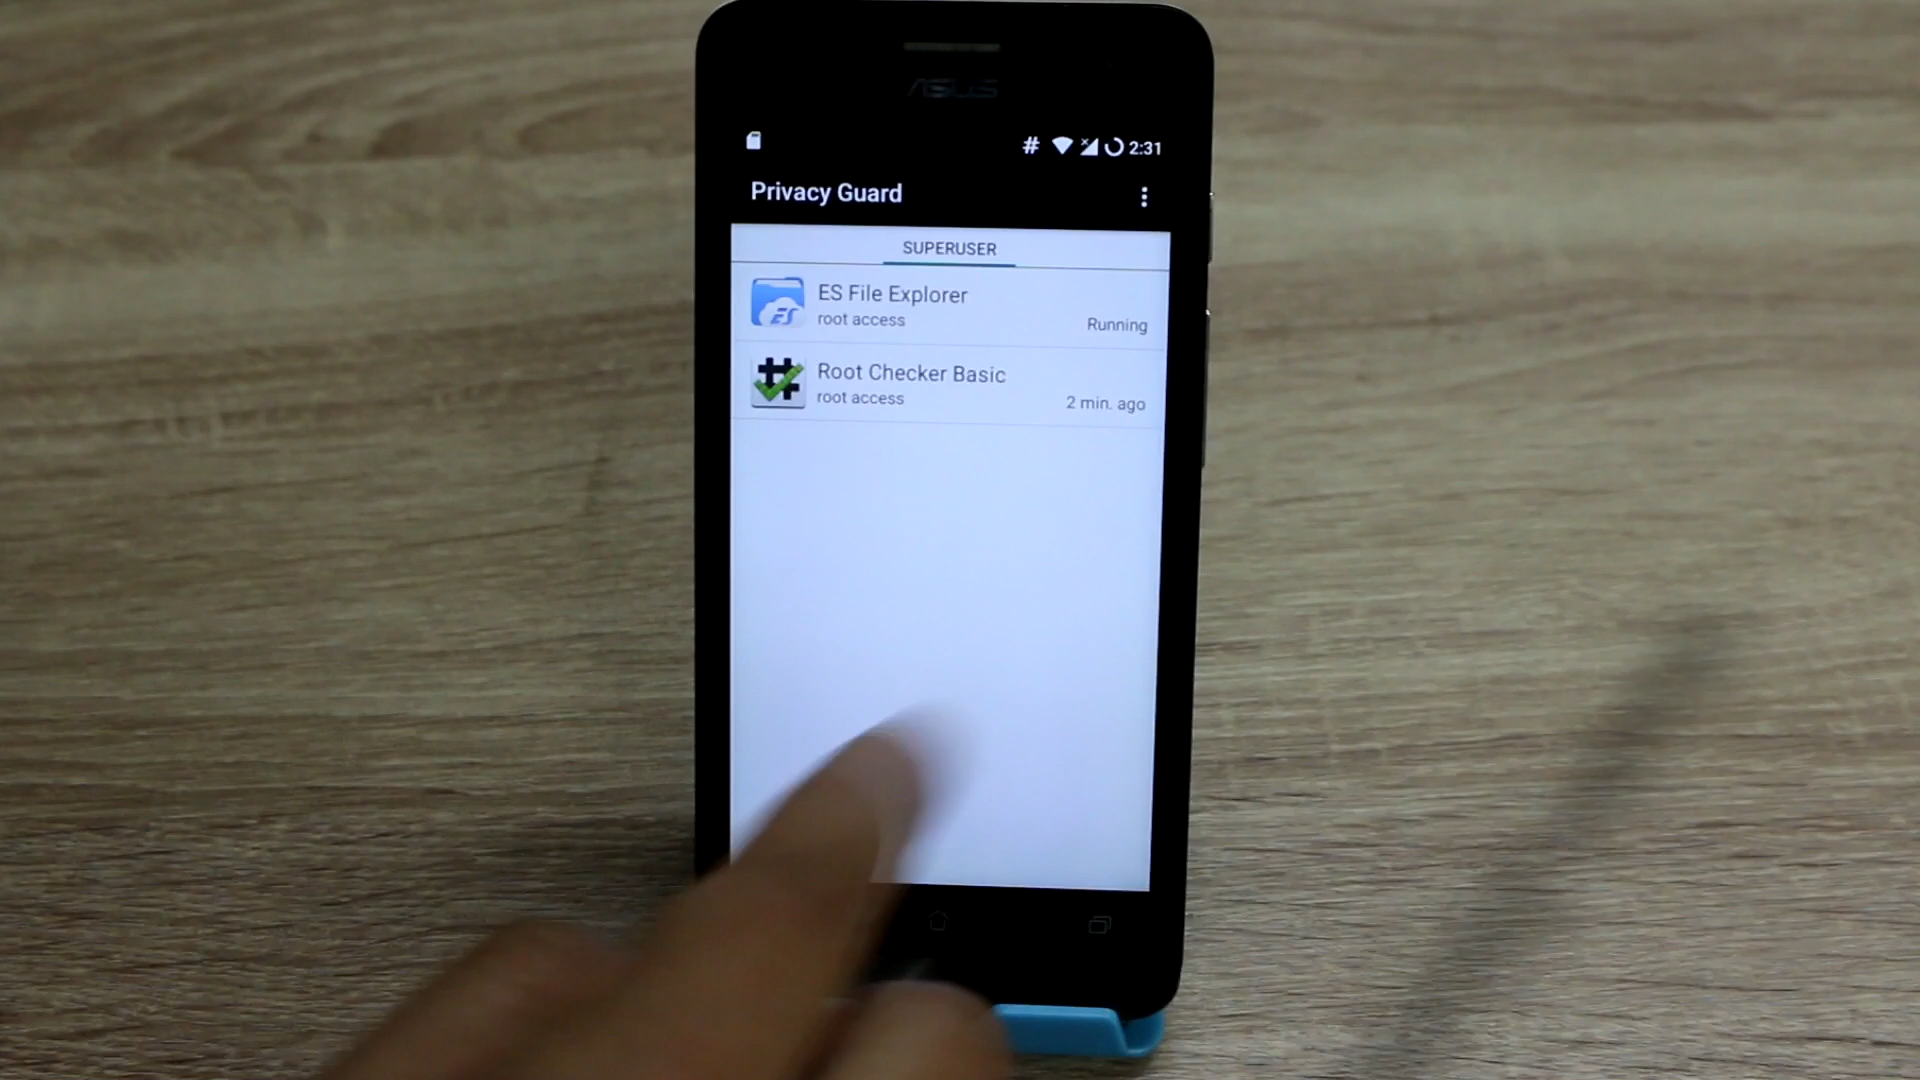 ASUS
# 2:31
Privacy Guard
SUPERUSER
ES File Explorer
root access
Running
Root Checker Basic
root access
2 min. ago